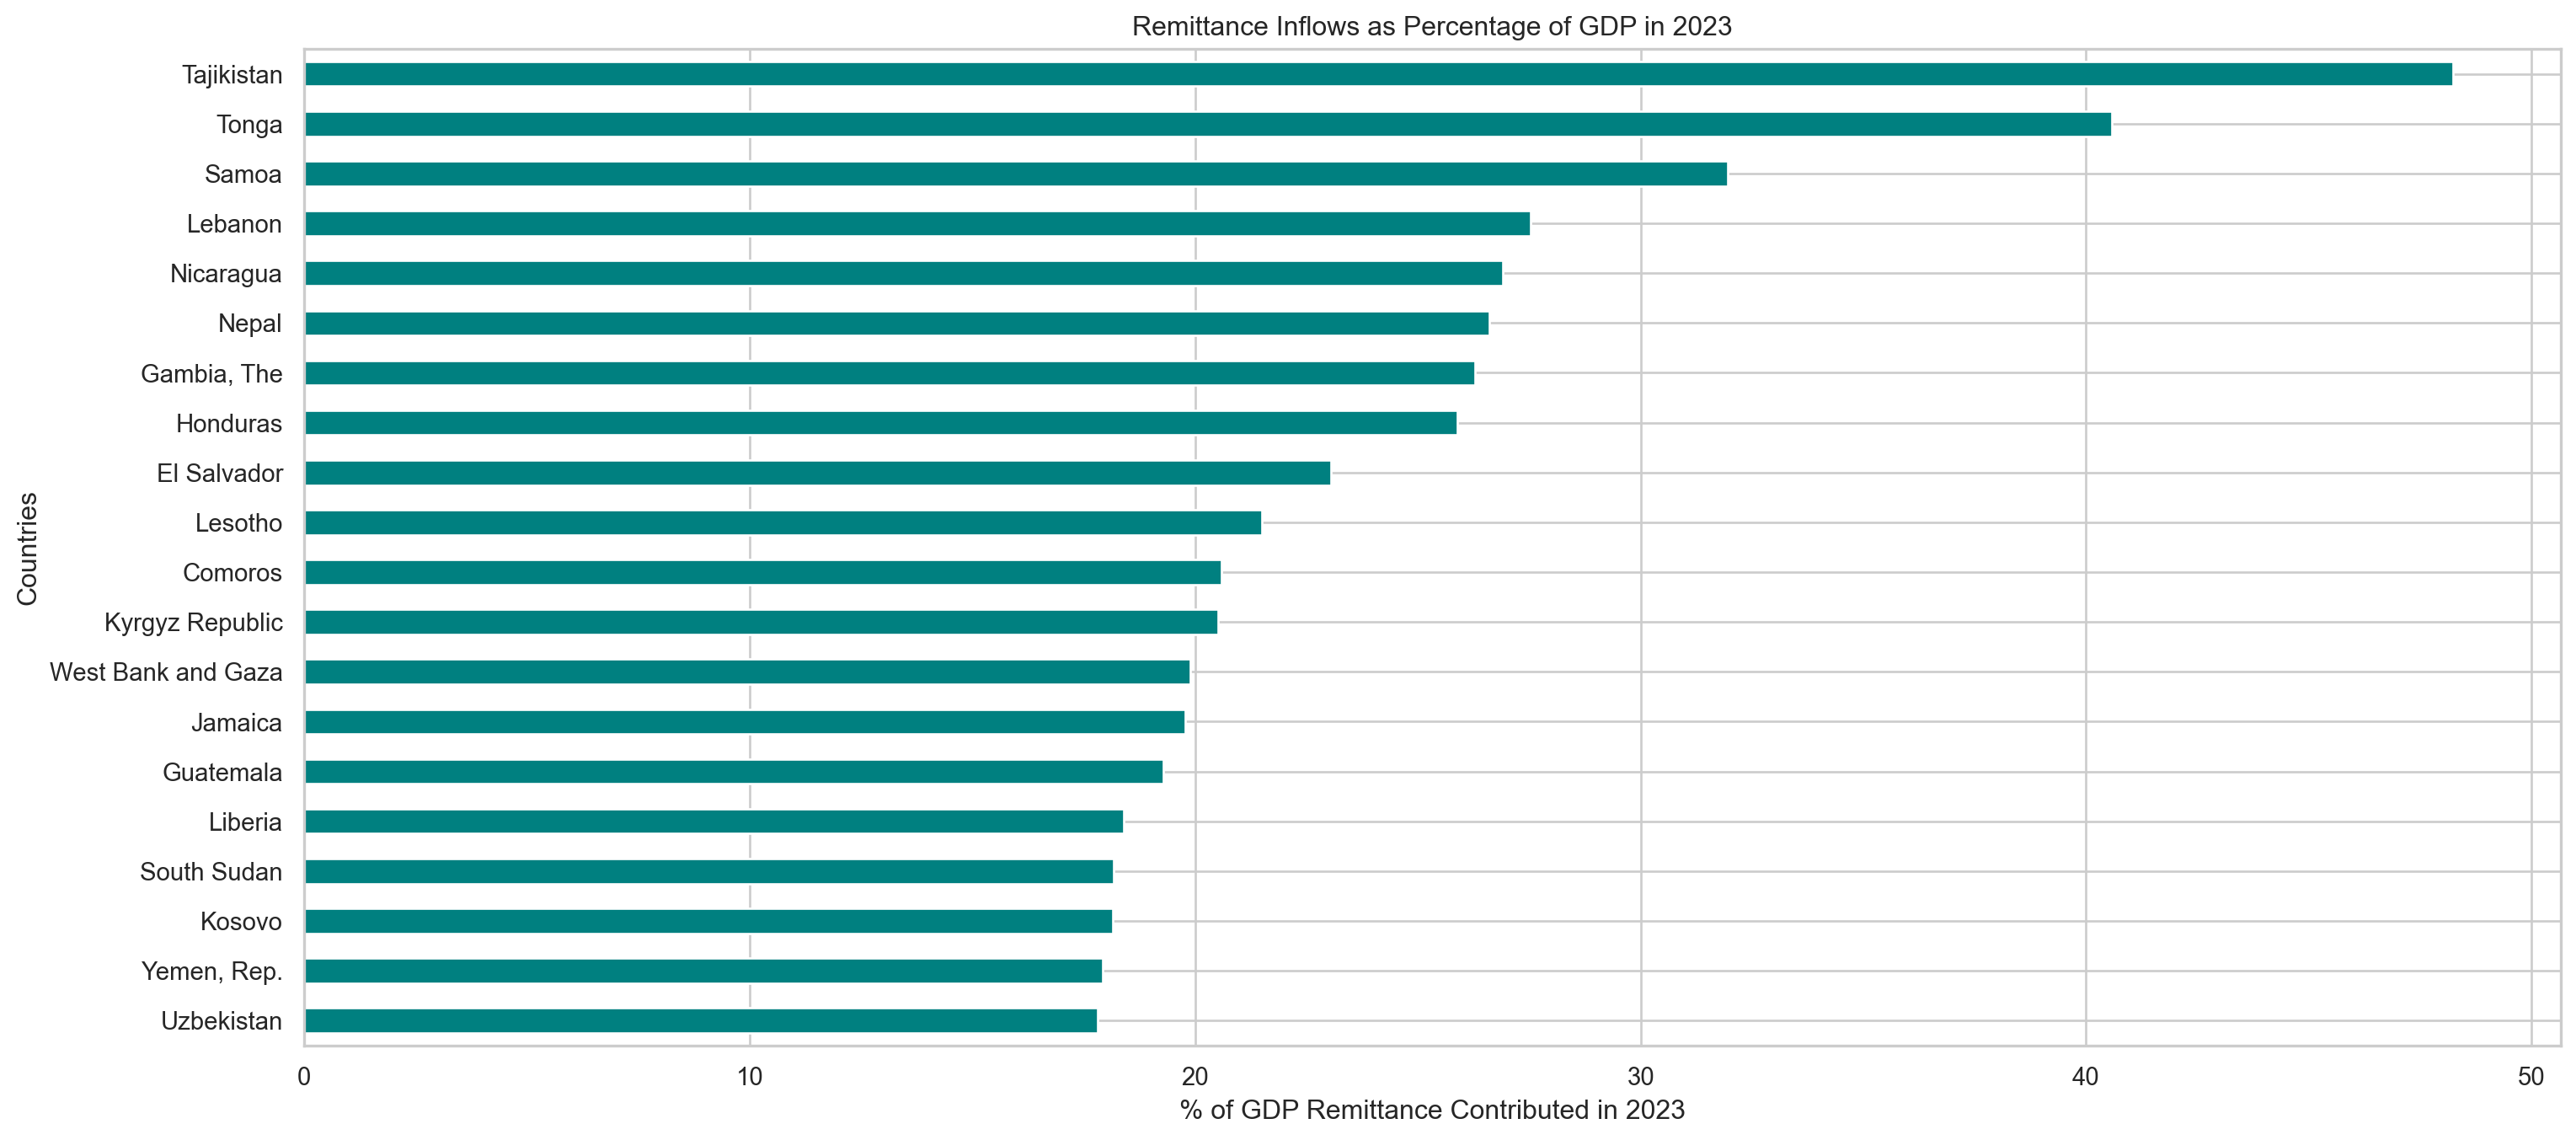 Remittance Inflows as Percentage of GDP in 2023
Countries
Tajikistan
Tonga
Samoa
Lebanon
Nicaragua
Nepal
Gambia, The
Honduras
El Salvador
Lesotho
Comoros
Kyrgyz Republic
West Bank and Gaza
Jamaica
Guatemala
Liberia
South Sudan
Kosovo
Yemen, Rep.
Uzbekistan
0 10 20 30 40 50
% of GDP Remittance Contributed in 2023